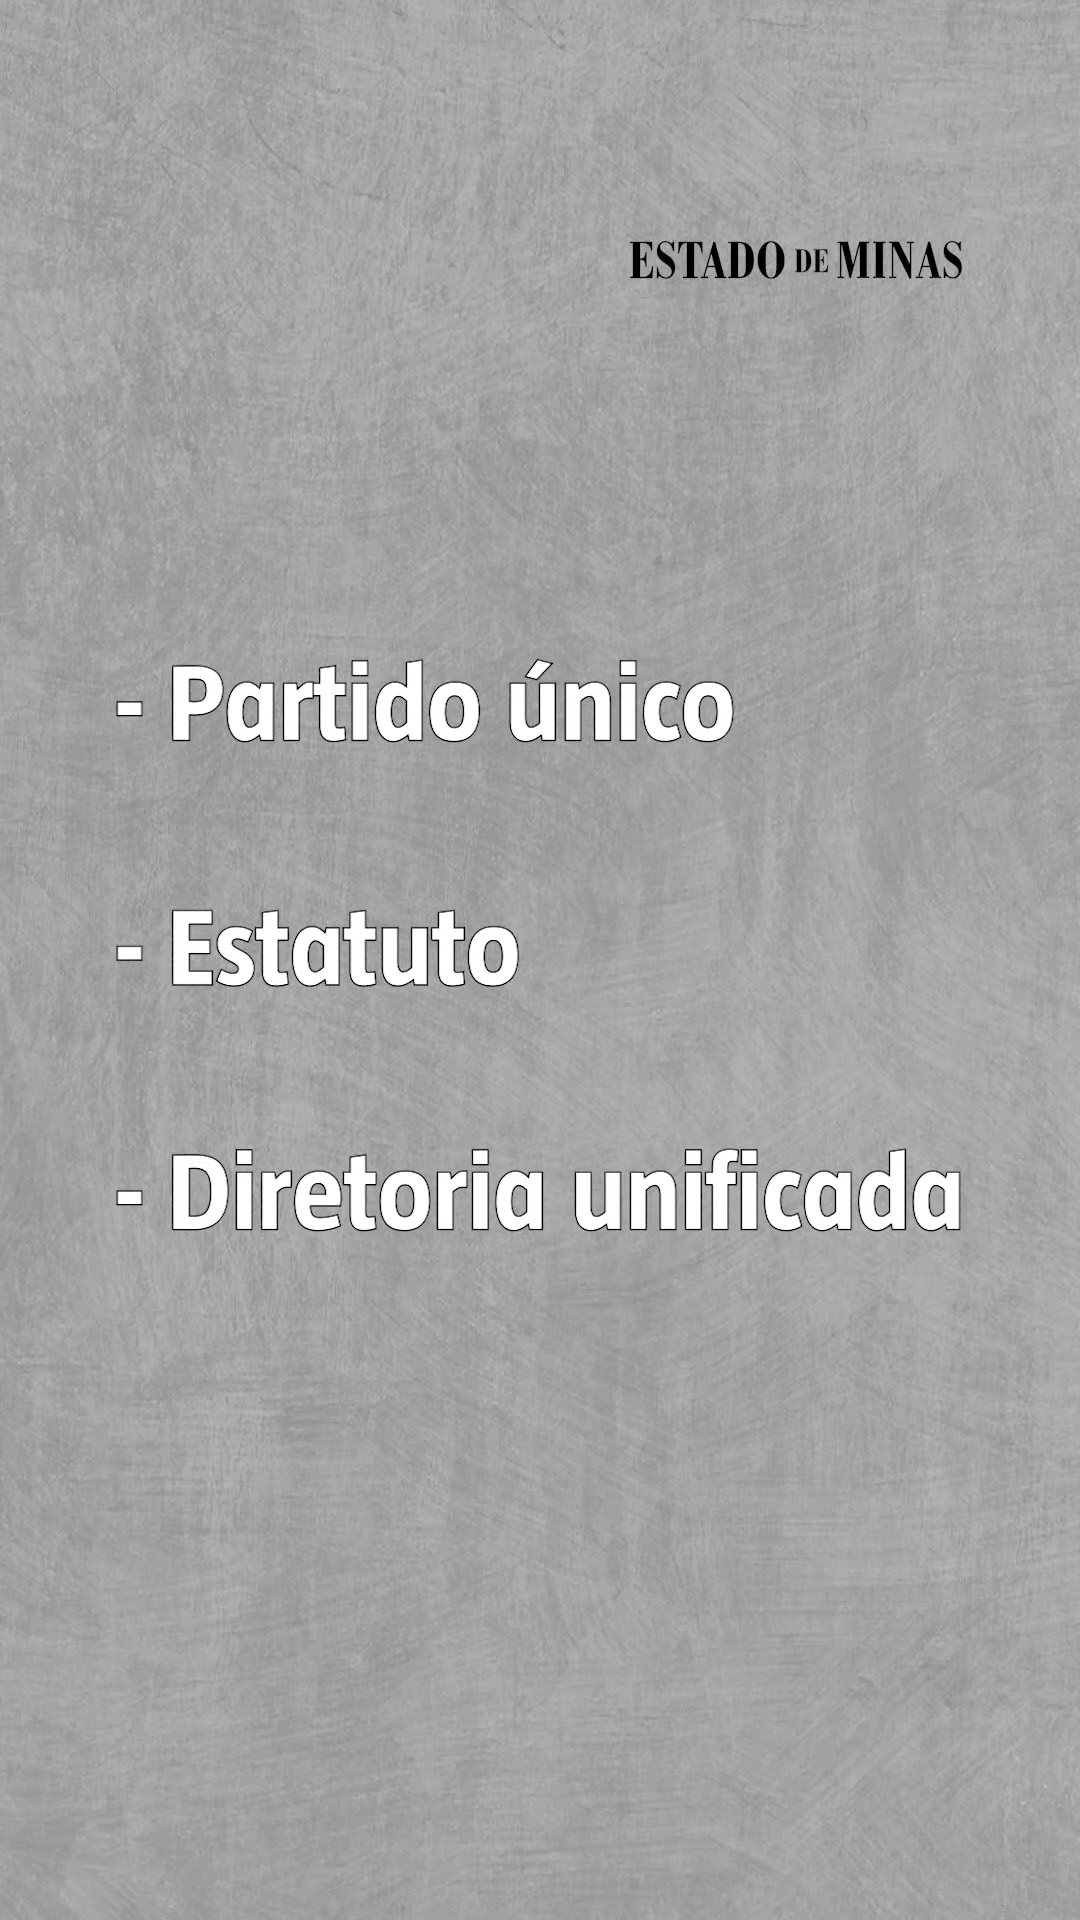 ESTADO DE MINAS
- Partido único
- Estatuto
- Diretoria unificada